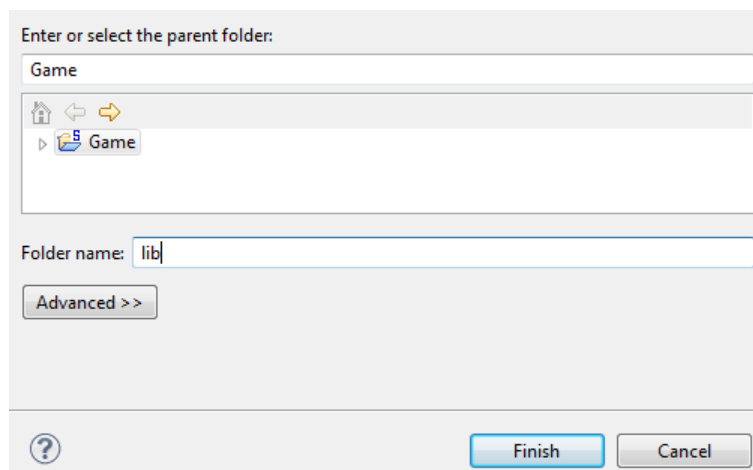 Enter or select the parent folder:
Game
Game
Folder name: lib
Advanced >>
Finish Cancel